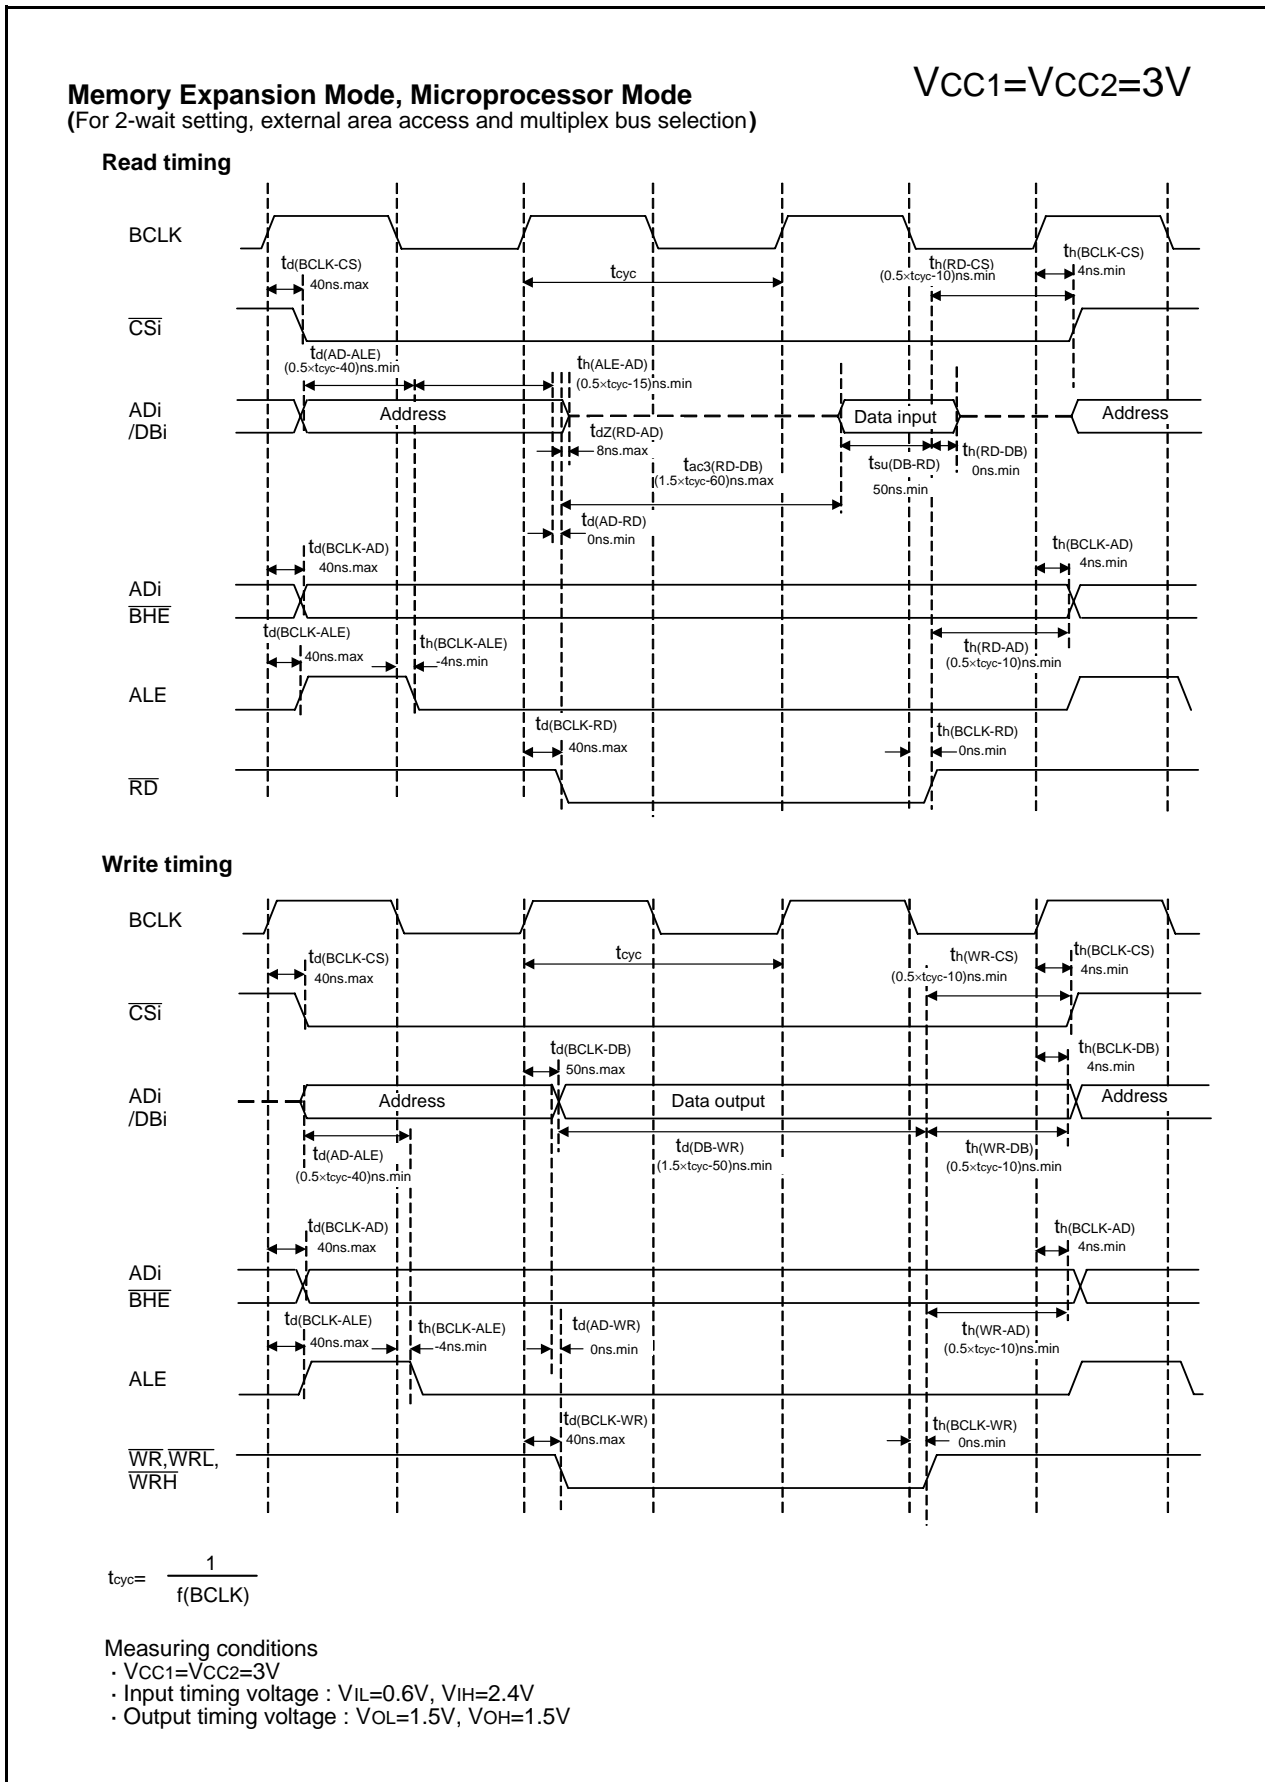 VCC1=VCC2=3V
Memory Expansion Mode, Microprocessor Mode
(For 2-wait setting, external area access and multiplex bus selection)
Read timing
BCLK
td(BCLK-CS)
40ns.max
tcyc
th(RD-CS)
(0.5×tcyc-10)ns.min
th(BCLK-CS)
4ns.min
CSi
td(AD-ALE)
(0.5×tcyc-40)ns.min
th(ALE-AD)
(0.5×tcyc-15)ns.min
ADi
/DBi
Address
Data input
Address
tdZ(RD-AD)
8ns.max
tac3(RD-DB)
(1.5×tcyc-60)ns.max
tsu(DB-RD)
50ns.min
th(RD-DB)
0ns.min
td(AD-RD)
0ns.min
td(BCLK-AD)
40ns.max
th(BCLK-AD)
4ns.min
ADi
BHE
td(BCLK-ALE)
40ns.max
th(BCLK-ALE)
-4ns.min
th(RD-AD)
(0.5×tcyc-10)ns.min
ALE
td(BCLK-RD)
40ns.max
th(BCLK-RD)
0ns.min
RD
Write timing
BCLK
td(BCLK-CS)
40ns.max
tcyc
th(WR-CS)
(0.5×tcyc-10)ns.min
th(BCLK-CS)
4ns.min
CSi
td(BCLK-DB)
50ns.max
th(BCLK-DB)
4ns.min
ADi
/DBi
Address
Data output
Address
td(AD-ALE)
(0.5×tcyc-40)ns.min
td(DB-WR)
(1.5×tcyc-50)ns.min
th(WR-DB)
(0.5×tcyc-10)ns.min
td(BCLK-AD)
40ns.max
th(BCLK-AD)
4ns.min
ADi
BHE
td(BCLK-ALE)
40ns.max
th(BCLK-ALE)
-4ns.min
td(AD-WR)
0ns.min
th(WR-AD)
(0.5×tcyc-10)ns.min
ALE
td(BCLK-WR)
40ns.max
th(BCLK-WR)
0ns.min
WR,WRL,
WRH
tcyc=
1
f(BCLK)
Measuring conditions
· VCC1=VCC2=3V
· Input timing voltage : VIL=0.6V, VIH=2.4V
· Output timing voltage : VOL=1.5V, VOH=1.5V